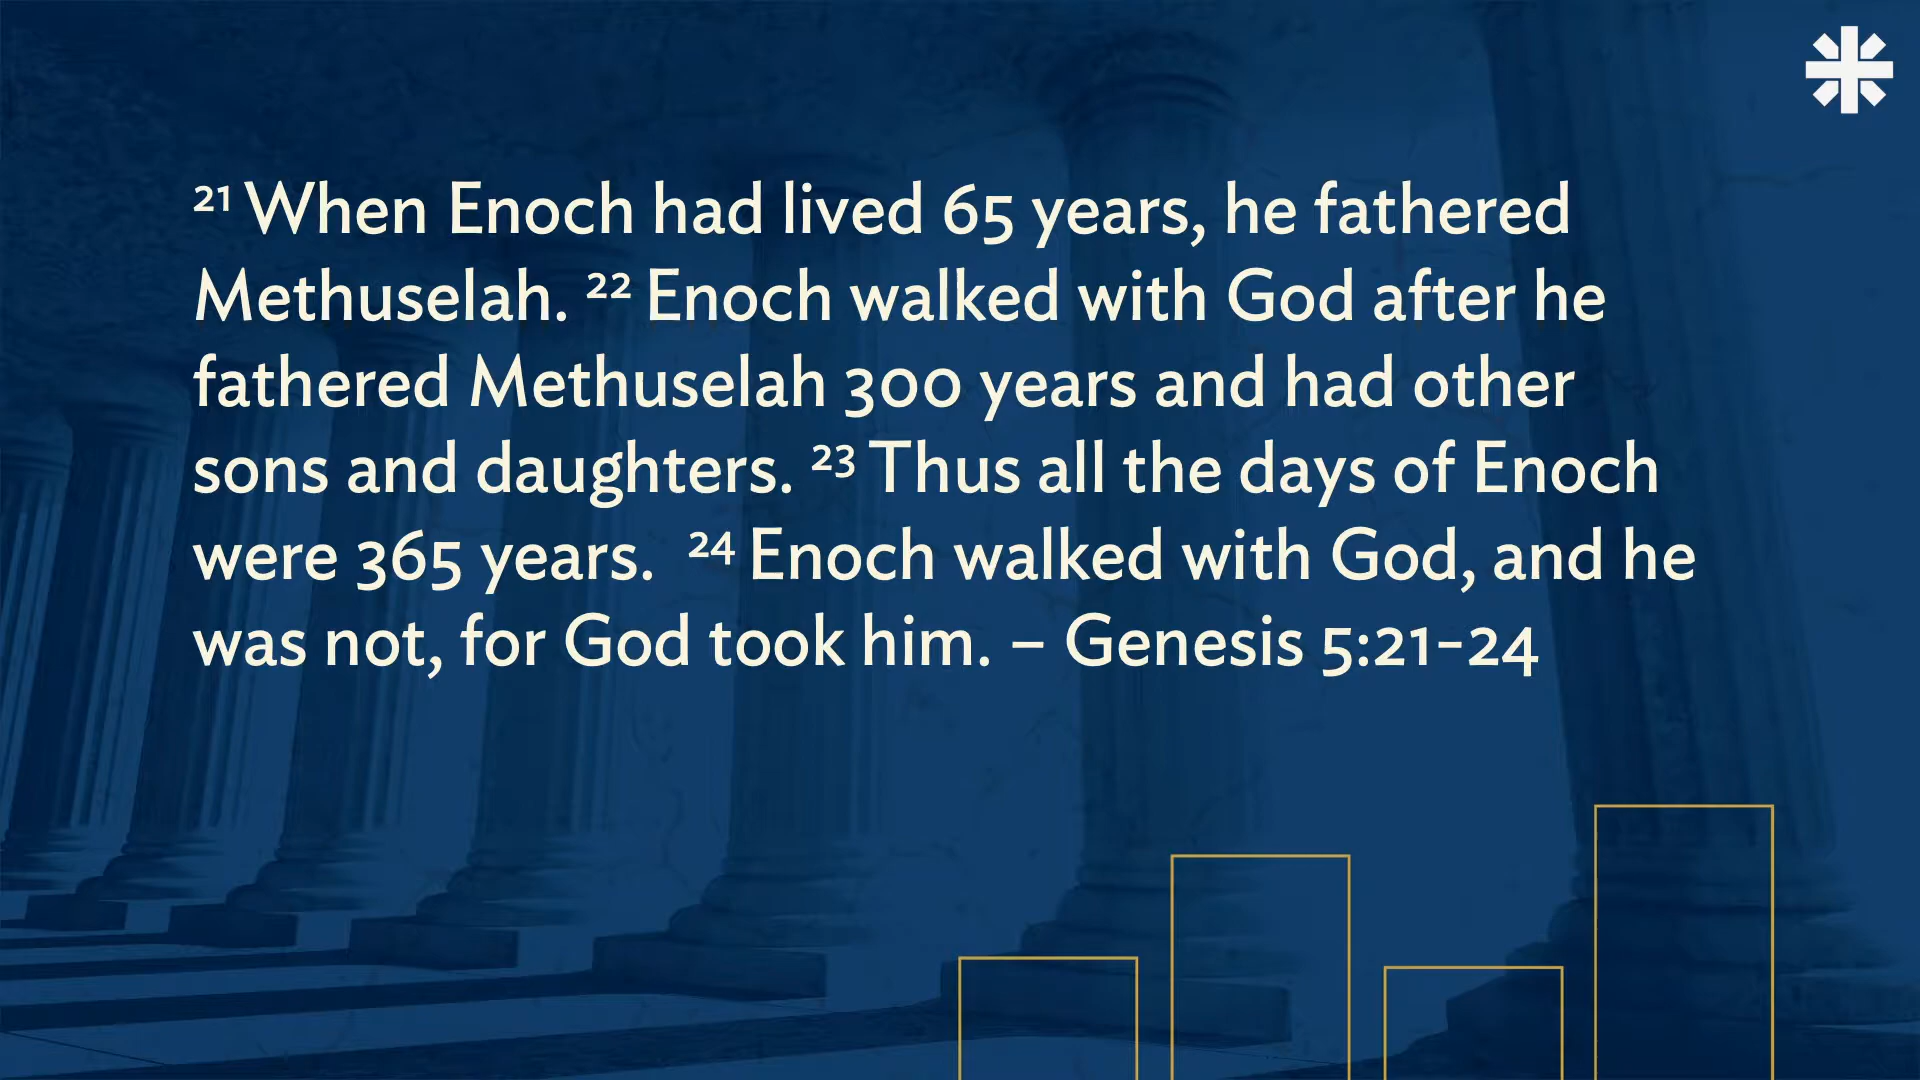 ²¹ When Enoch had lived 65 years, he fathered
Methuselah. ²² Enoch walked with God after he
fathered Methuselah 300 years and had other
sons and daughters. ²³ Thus all the days of Enoch
were 365 years.  ²⁴ Enoch walked with God, and he
was not, for God took him. – Genesis 5:21-24